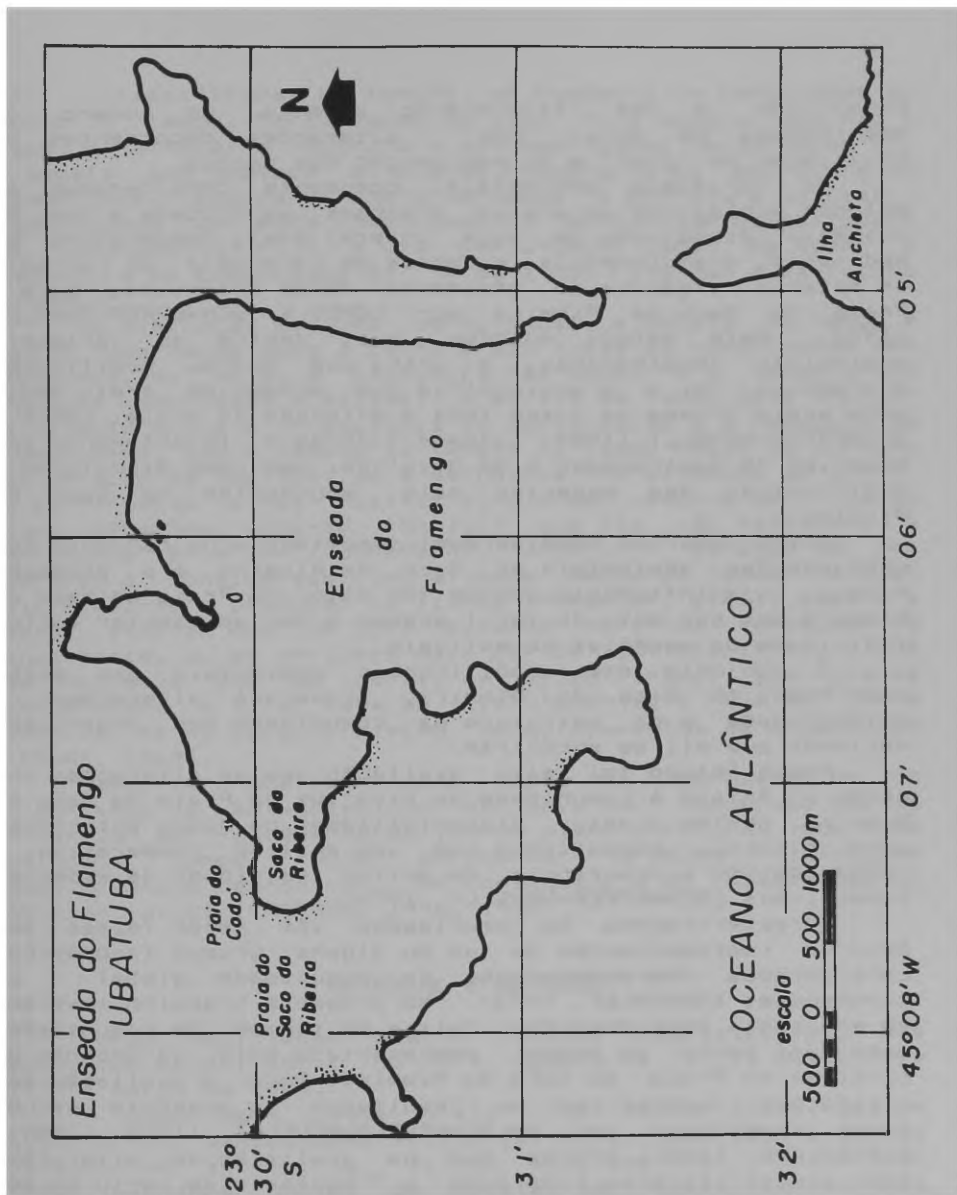 Enseada do Flamengo
UBATUBA
N
23°
30'
S
Praia do
Codó
Saco da
Ribeira
Praia do
Saco da
Ribeira
Enseada
do
Flamengo
31'
OCEANO ATLÂNTICO
Ilha
Anchieta
escala
500 0 500 1000m
32'
45°08'W
07'
06'
05'